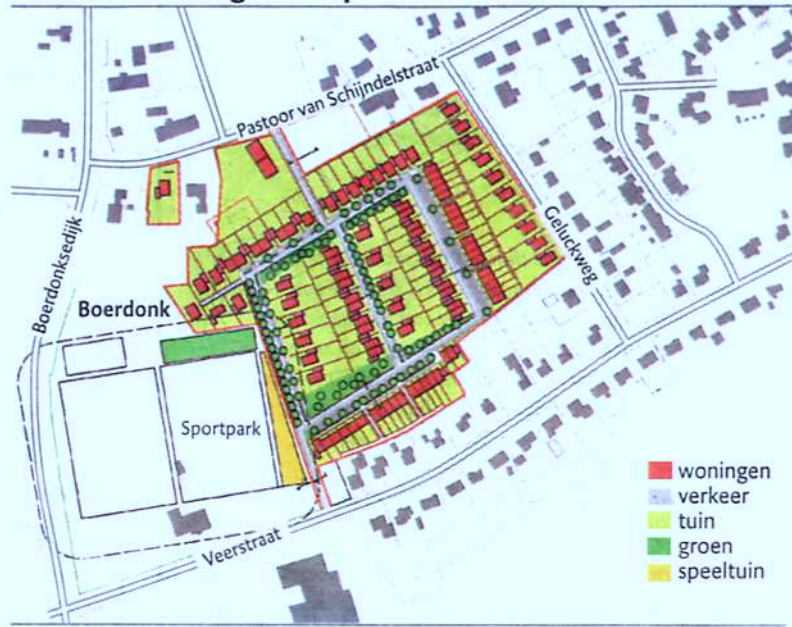 Pastoor van Schijndelstraat
Boerdonksedijk
Geluckweg
Boerdonk
Sportpark
Veerstraat
woningen
verkeer
tuin
groen
speeltuin